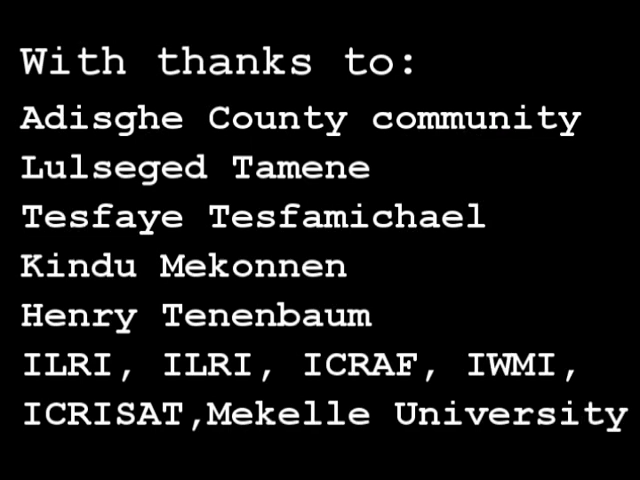 With thanks to:
Adisghe County community
Lulseged Tamene
Tesfaye Tesfamichael
Kindu Mekonnen
Henry Tenenbaum
ILRI, ILRI, ICRAF, IWMI,
ICRISAT,Mekelle University